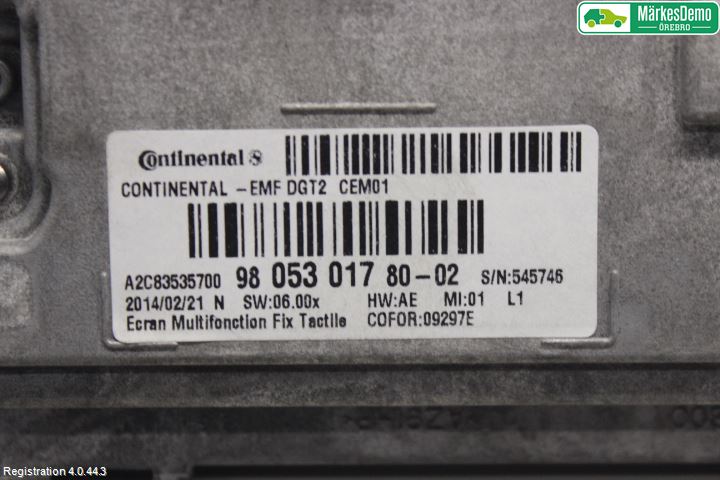 MärkesDemo
ÖREBRO
Continental
CONTINENTAL -EMF DGT2 CEM01
A2C83535700 98 053 017 80-02 S/N:545746
2014/02/21 N SW:06.00x HW:AE MI:01 L1
Ecran Multifonction Fix Tactile COFOR:09297E
Registration 4.0.44.3